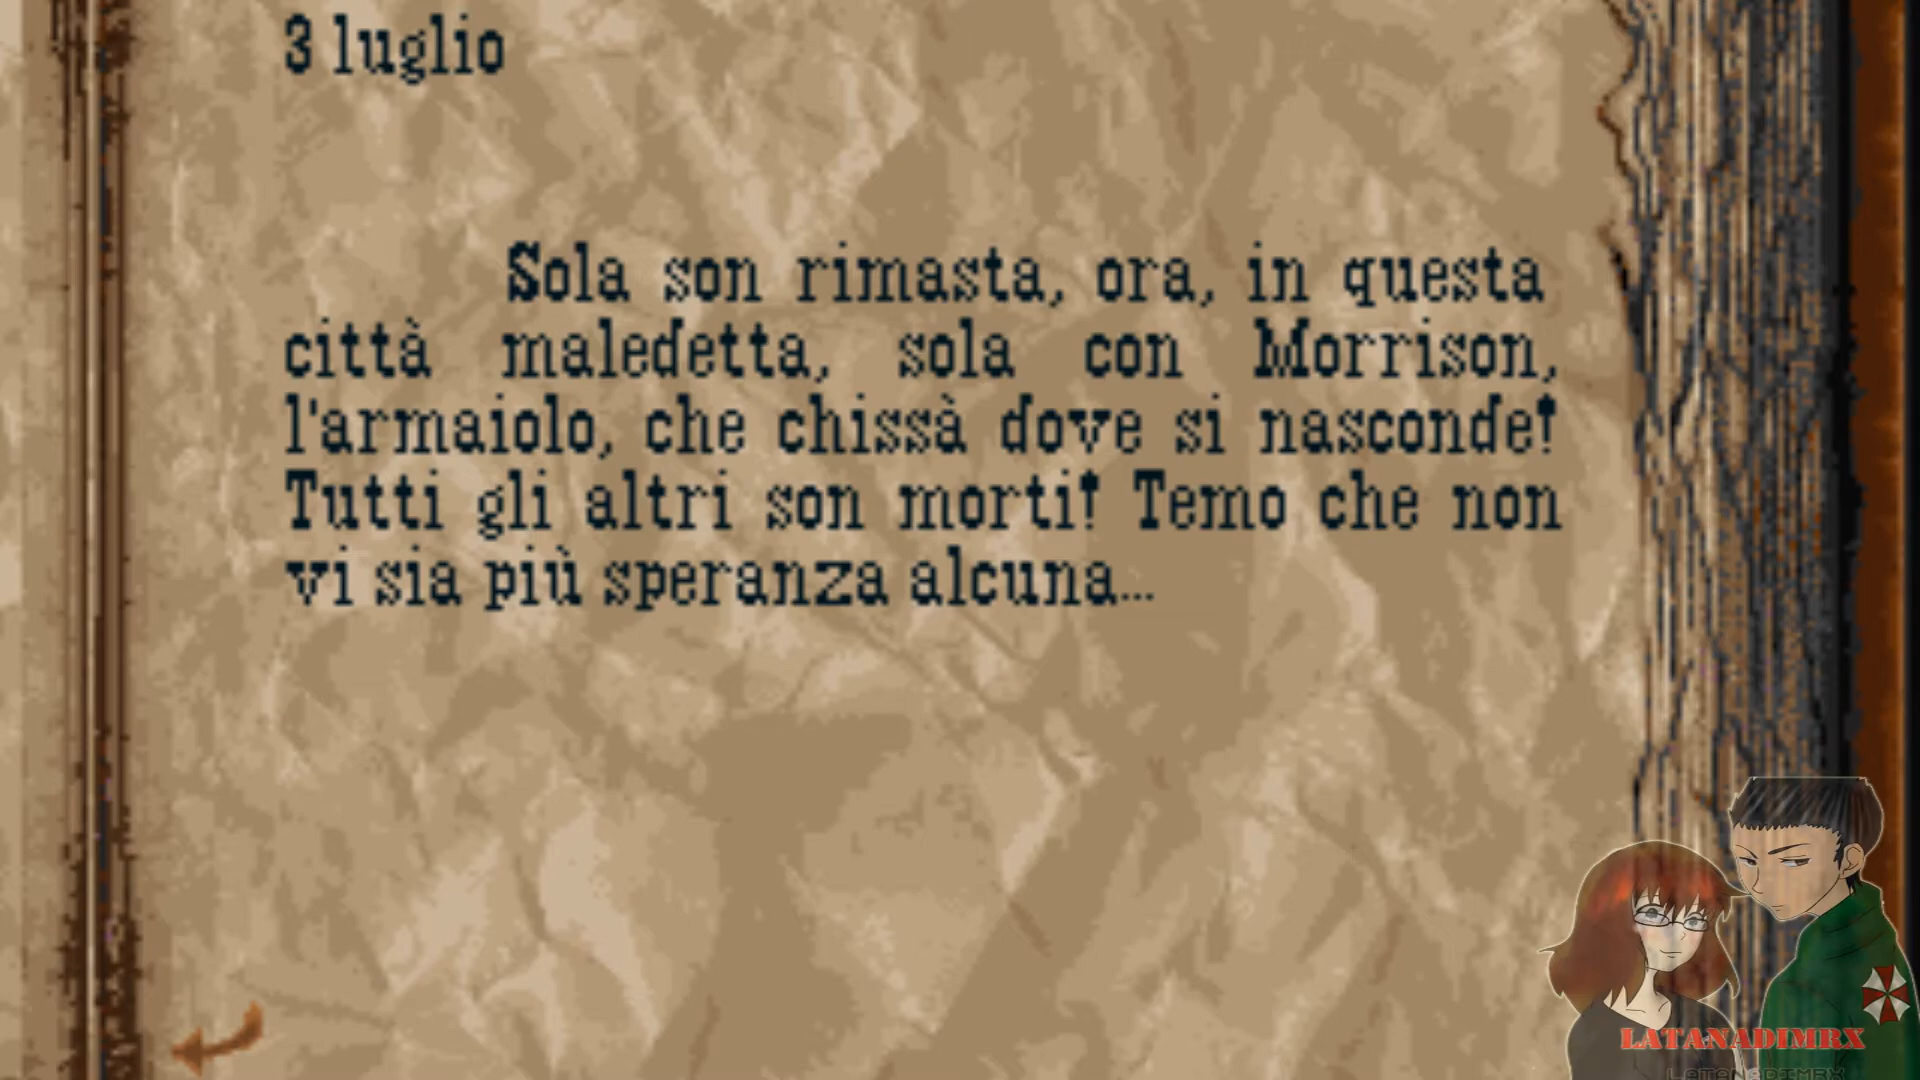 3 luglio
Sola son rimasta, ora, in questa
città maledetta, sola con Morrison,
l'armaiolo, che chissà dove si nasconde!
Tutti gli altri son morti! Temo che non
vi sia più speranza alcuna...
LATANADIMRX
LATANADIMRX